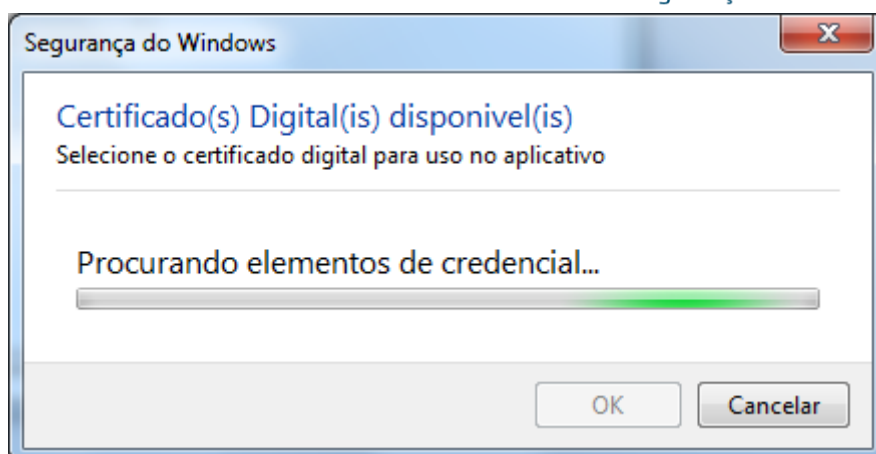 Segurança do Windows
Certificado(s) Digital(is) disponivel(is)
Selecione o certificado digital para uso no aplicativo
Procurando elementos de credencial...
OK
Cancelar